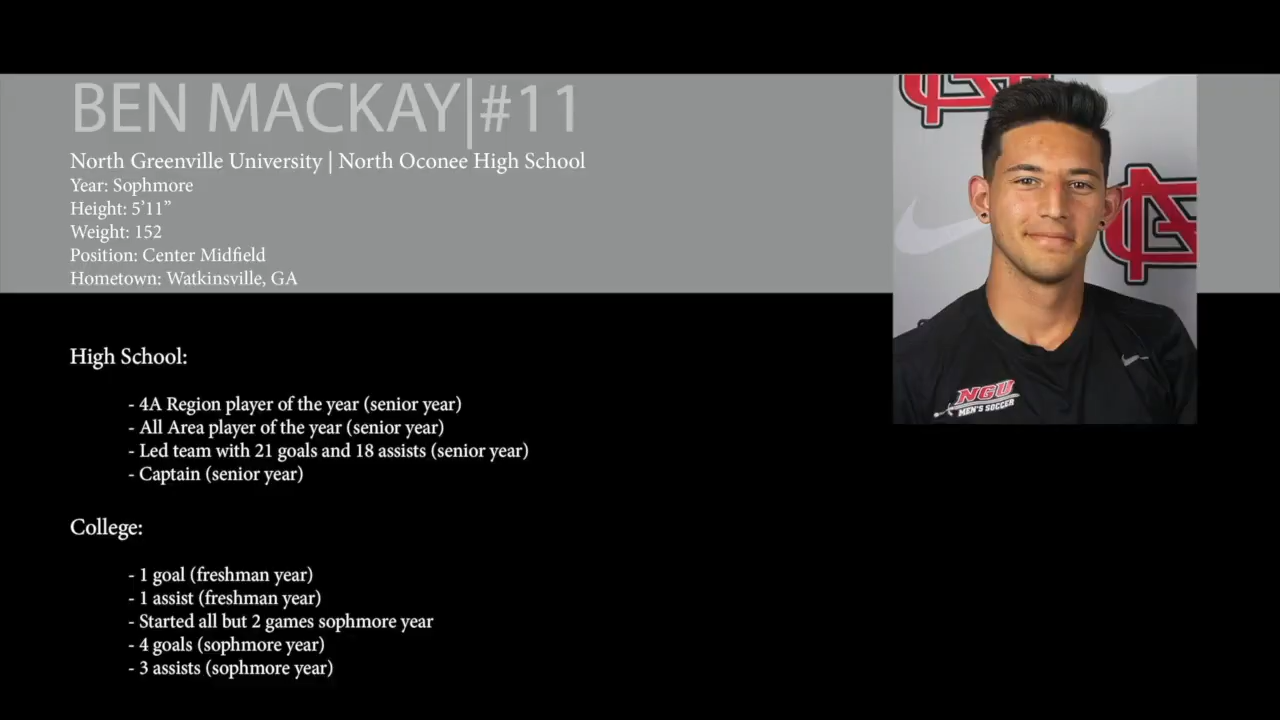 BEN MACKAY|#11
North Greenville University | North Oconee High School
Year: Sophmore
Height: 5’11”
Weight: 152
Position: Center Midfield
Hometown: Watkinsville, GA
NGU
MEN'S SOCCER
High School:
- 4A Region player of the year (senior year)
- All Area player of the year (senior year)
- Led team with 21 goals and 18 assists (senior year)
- Captain (senior year)
College:
- 1 goal (freshman year)
- 1 assist (freshman year)
- Started all but 2 games sophmore year
- 4 goals (sophmore year)
- 3 assists (sophmore year)